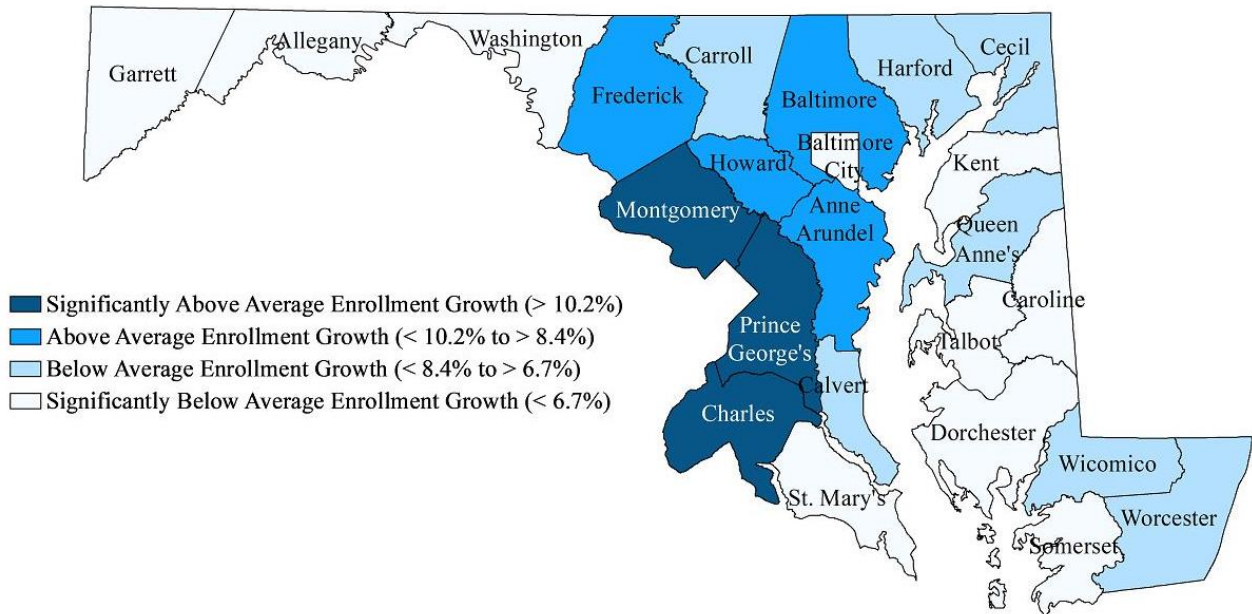 Garrett
Allegany
Washington
Frederick
Carroll
Baltimore
Harford
Cecil
Baltimore
City
Howard
Kent
Montgomery
Anne
Arundel
Queen
Anne's
Caroline
Talbot
Prince
George's
Calvert
Charles
Dorchester
St. Mary's
Wicomico
Worcester
Somerset
Significantly Above Average Enrollment Growth (> 10.2%)
Above Average Enrollment Growth (< 10.2% to > 8.4%)
Below Average Enrollment Growth (< 8.4% to > 6.7%)
Significantly Below Average Enrollment Growth (< 6.7%)